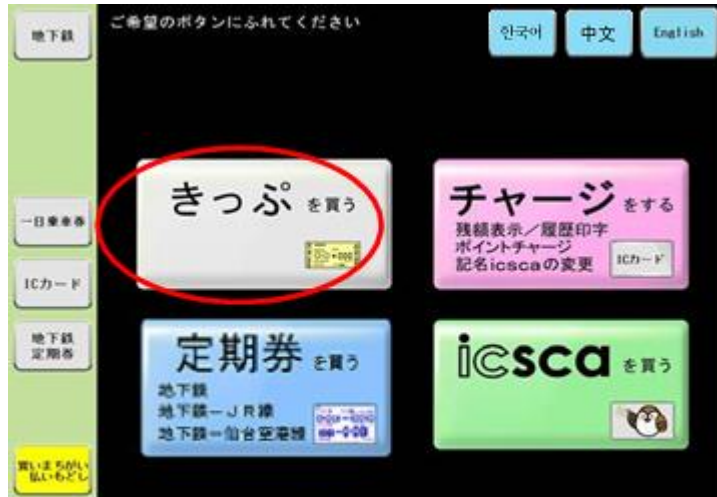 地下鉄
ご希望のボタンにふれてください
한국어
中文
English
一日乗車券
ICカード
地下鉄
定期券
買いまちがい
払いもどし
きっぷを買う
チャージをする
残額表示/履歴印字
ポイントチャージ
記名icscaの変更
ICカード
定期券を買う
地下鉄
地下鉄ーJR線
地下鉄ー仙台空港線
icscaを買う